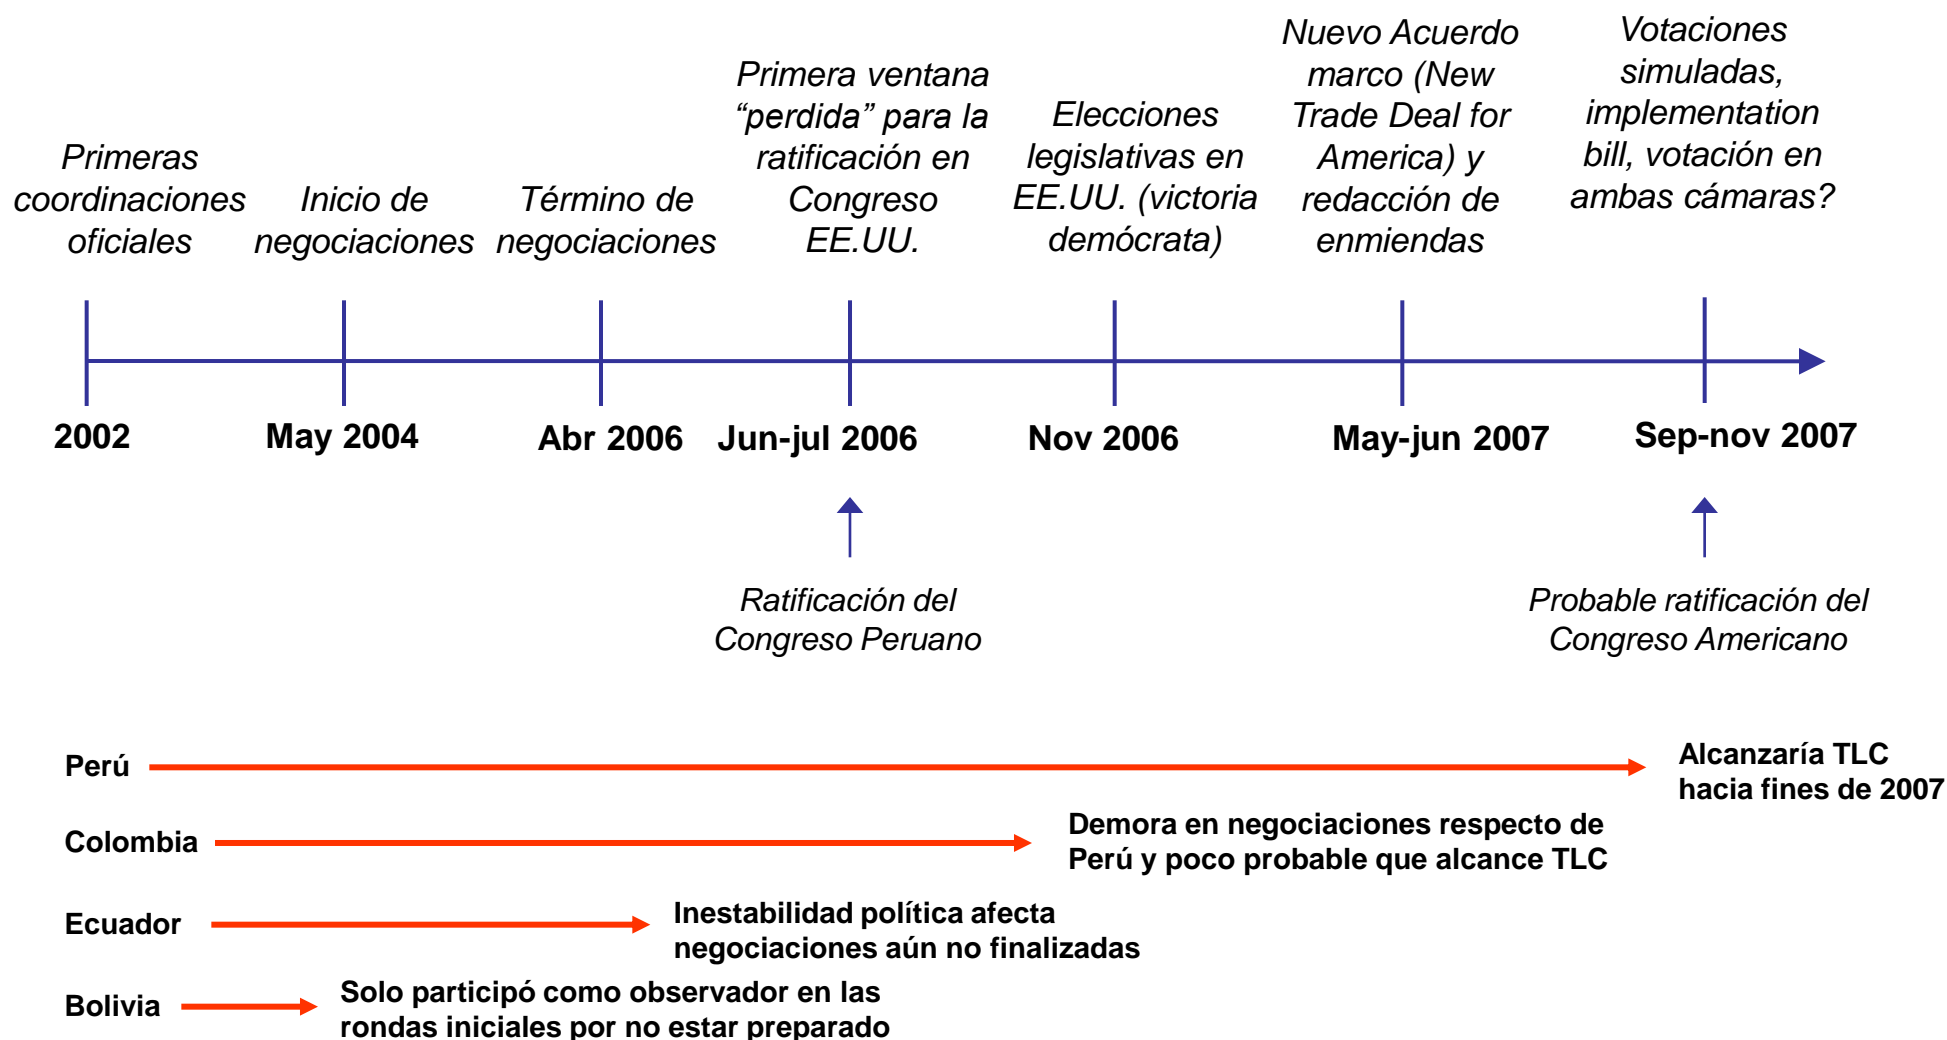 Primeras
coordinaciones
oficiales
Inicio de
negociaciones
Término de
negociaciones
Primera ventana
“perdida” para la
ratificación en
Congreso
EE.UU.
Elecciones
legislativas en
EE.UU. (victoria
demócrata)
Nuevo Acuerdo
marco (New
Trade Deal for
America) y
redacción de
enmiendas
Votaciones
simuladas,
implementation
bill, votación en
ambas cámaras?
2002
May 2004
Abr 2006
Jun-jul 2006
Nov 2006
May-jun 2007
Sep-nov 2007
Ratificación del
Congreso Peruano
Probable ratificación del
Congreso Americano
Perú
Alcanzaría TLC
hacia fines de 2007
Colombia
Demora en negociaciones respecto de
Perú y poco probable que alcance TLC
Ecuador
Inestabilidad política afecta
negociaciones aún no finalizadas
Bolivia
Solo participó como observador en las
rondas iniciales por no estar preparado